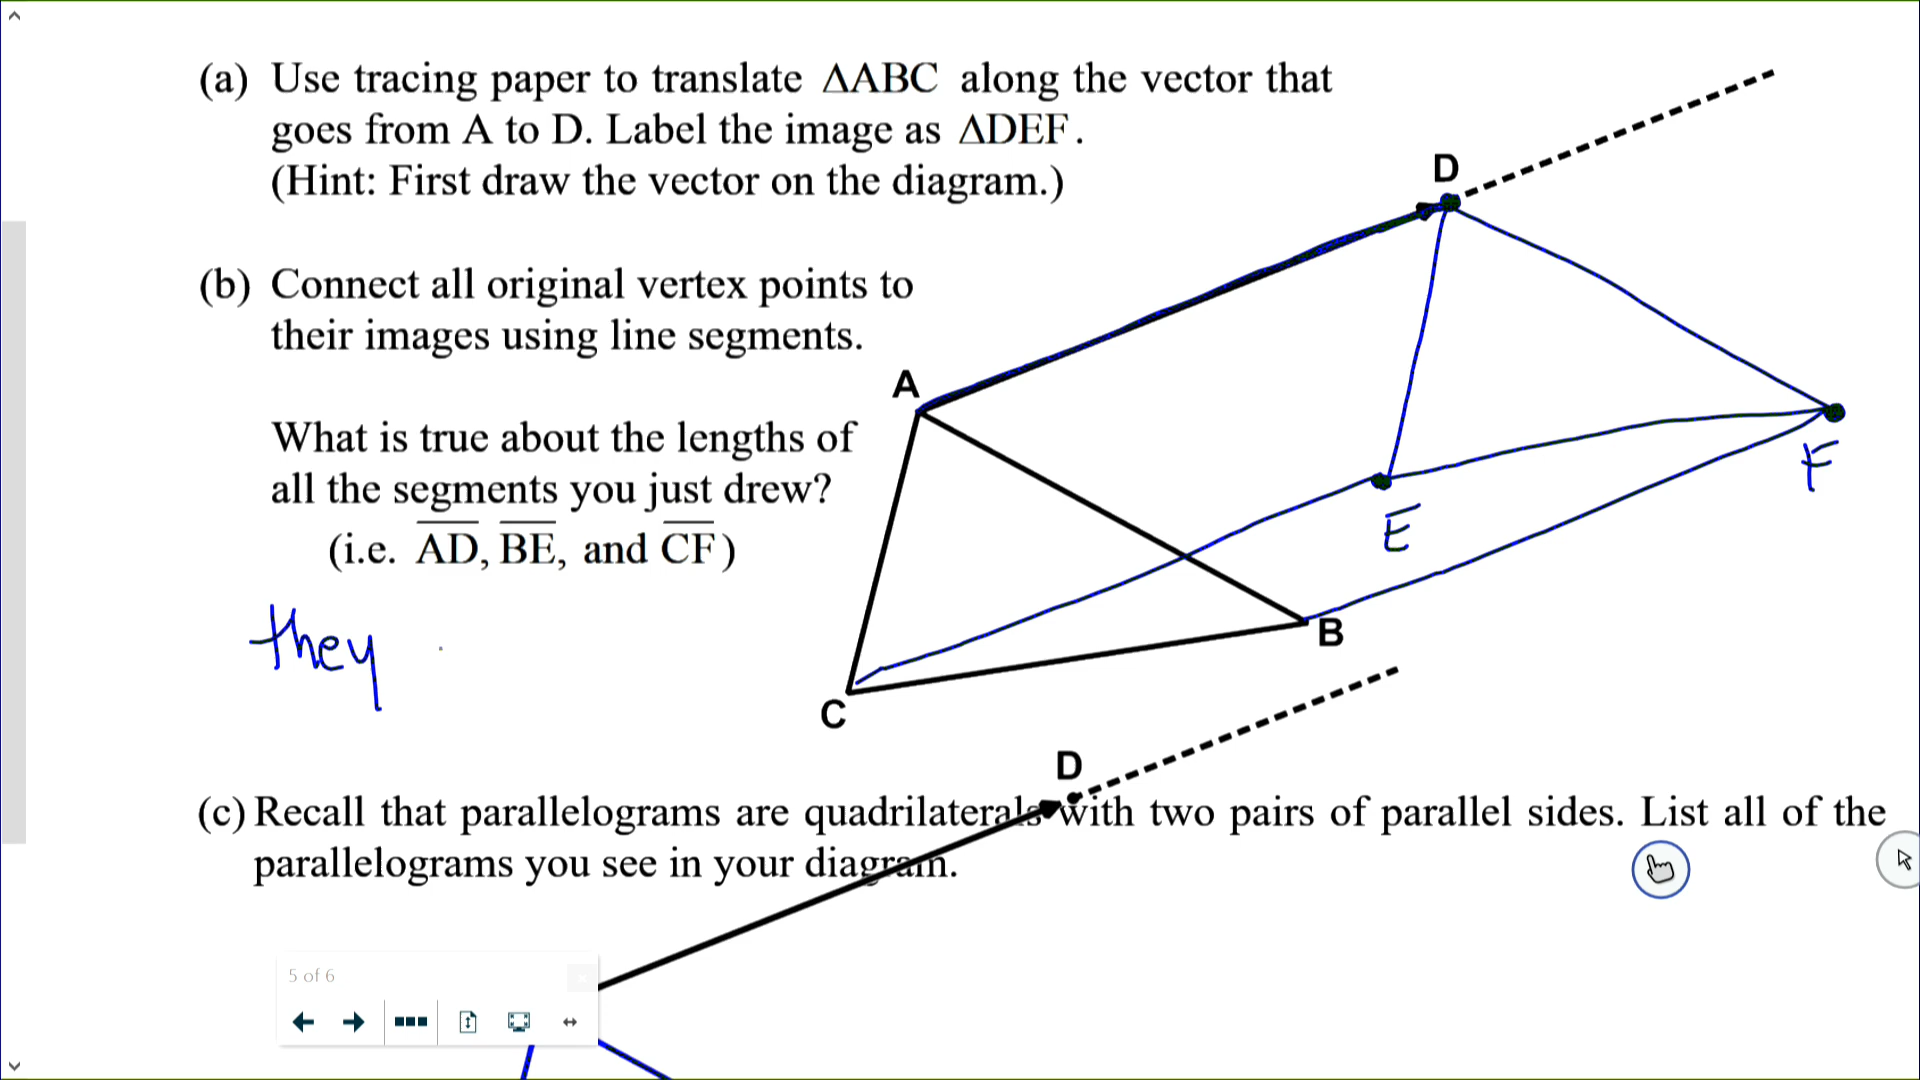 (a) Use tracing paper to translate ΔABC along the vector that
goes from A to D. Label the image as ΔDEF.
(Hint: First draw the vector on the diagram.)
D
(b) Connect all original vertex points to
their images using line segments.
A
What is true about the lengths of
all the segments you just drew?
(i.e. AD, BE, and CF)
F
E
they
B
C
D
(c) Recall that parallelograms are quadrilaterals with two pairs of parallel sides. List all of the
parallelograms you see in your diagram.
5 of 6